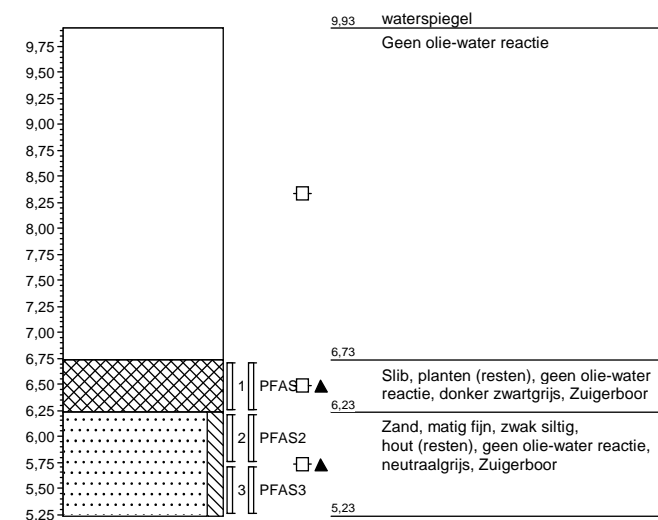 9,93 waterspiegel
Geen olie-water reactie
9,75
9,50
9,25
9,00
8,75
8,50
8,25
8,00
7,75
7,50
7,25
7,00
6,75
6,50
6,25
6,00
5,75
5,50
5,25
6,73
1 PFAS
Slib, planten (resten), geen olie-water
reactie, donker zwartgrijs, Zuigerboor
6,23
2 PFAS2
Zand, matig fijn, zwak siltig,
hout (resten), geen olie-water reactie,
neutraalgrijs, Zuigerboor
3 PFAS3
5,23